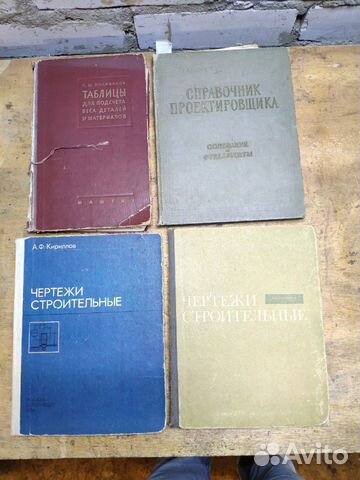 ТАБЛИЦЫ
ДЛЯ ПОДСЧЕТА
ВЕСА ДЕТАЛЕЙ
И МАТЕРИАЛОВ
МАШГИЗ
СПРАВОЧНИК
ПРОЕКТИРОВЩИКА
ОСНОВАНИЯ
И
ФУНДАМЕНТЫ
А.Ф. Кириллов
ЧЕРТЕЖИ
СТРОИТЕЛЬНЫЕ
ЧЕРТЕЖИ
СТРОИТЕЛЬНЫЕ
Avito